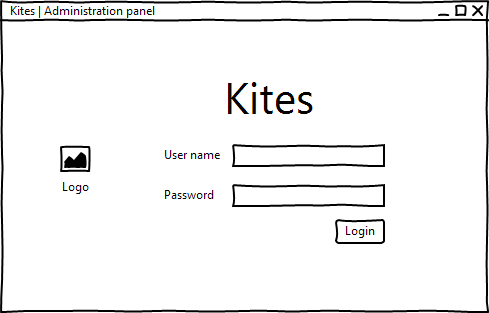 Kites | Administration panel
Kites
User name
Logo
Password
Login